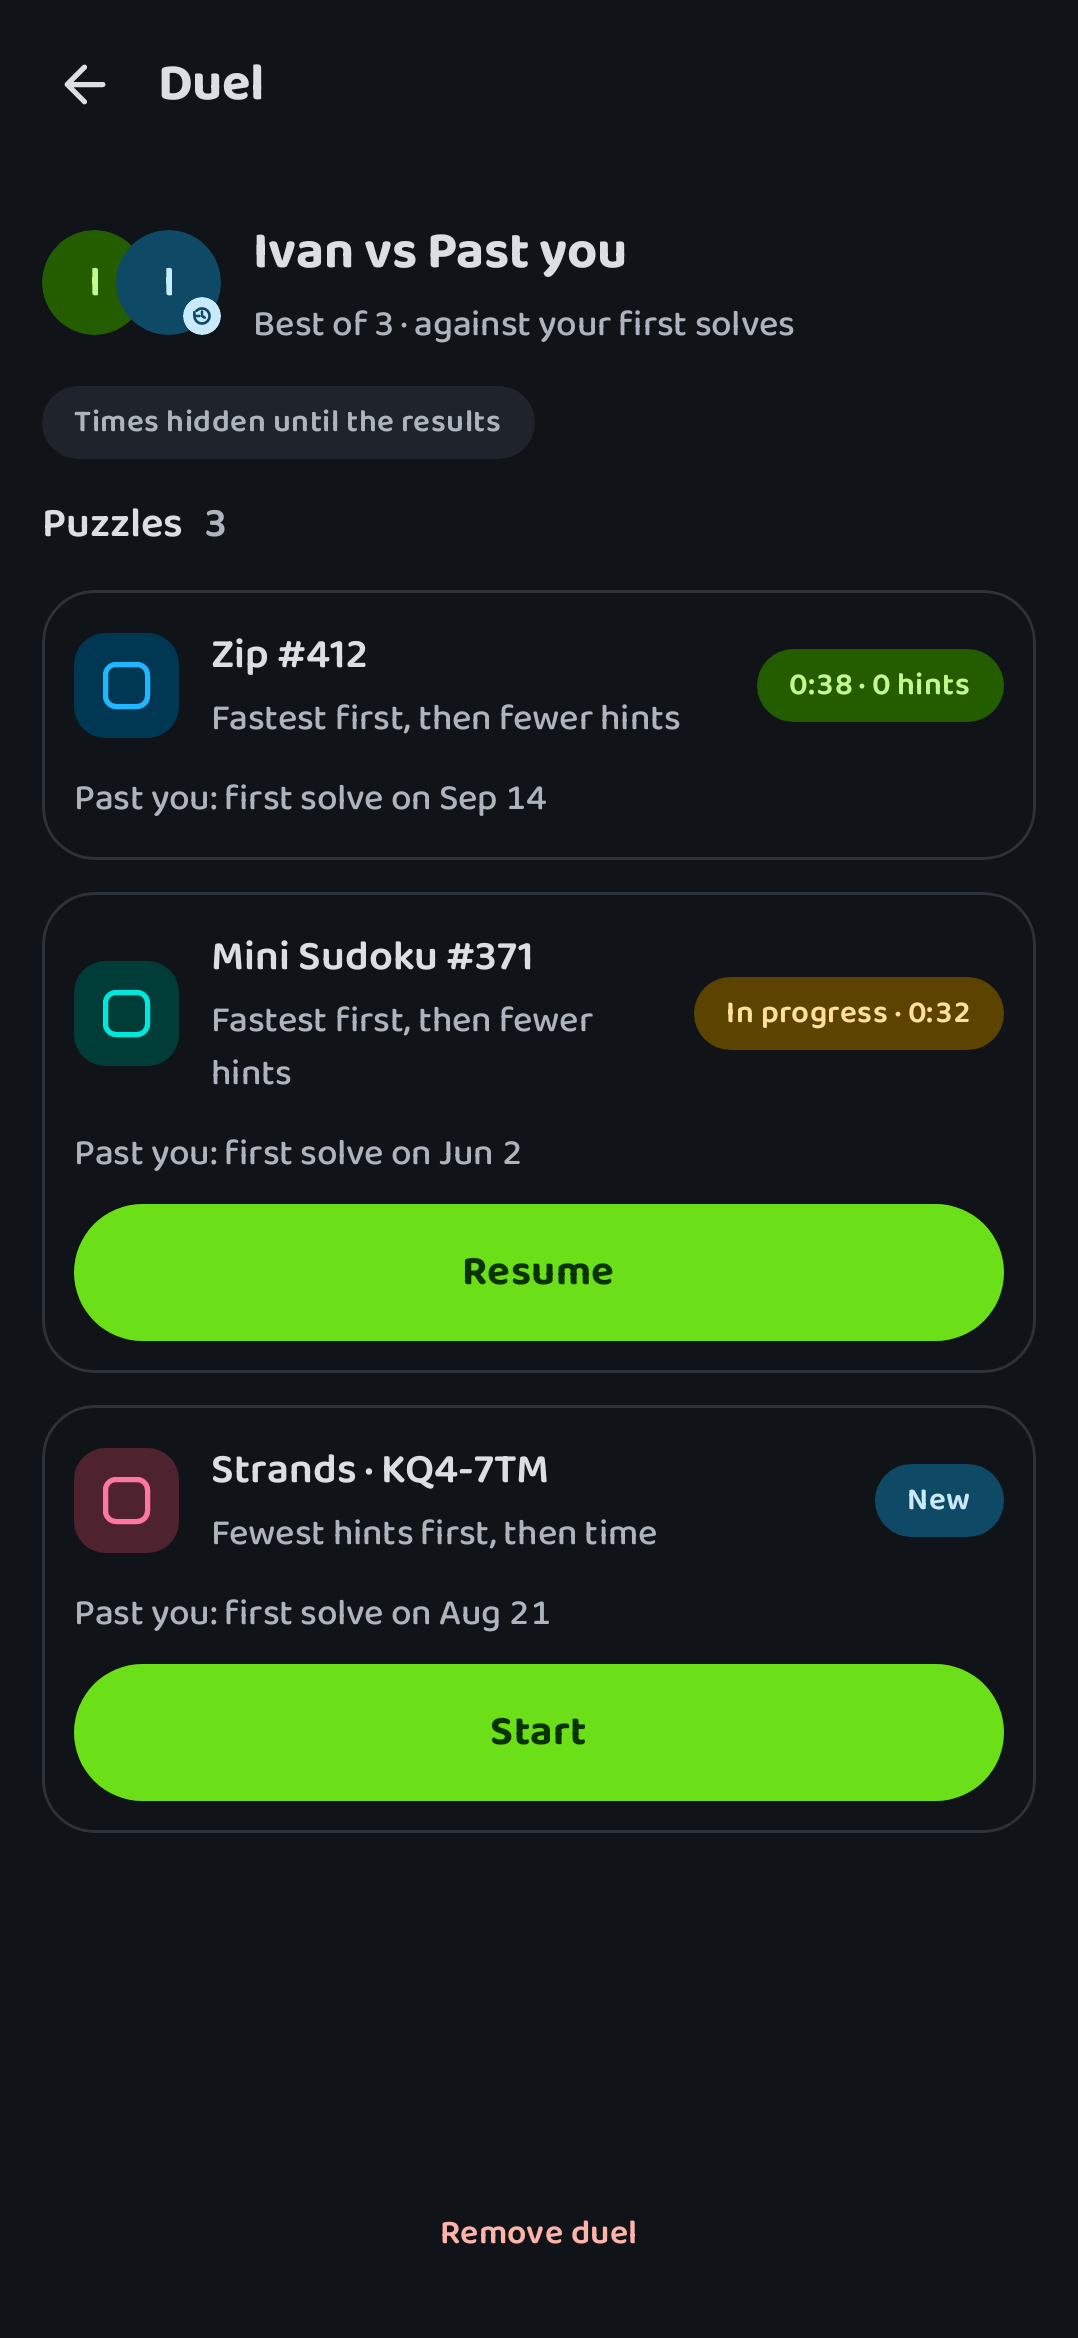 Duel
I I
Ivan vs Past you
Best of 3 · against your first solves
Times hidden until the results
Puzzles 3
Zip #412
Fastest first, then fewer hints
0:38 · 0 hints
Past you: first solve on Sep 14
Mini Sudoku #371
Fastest first, then fewer
hints
In progress · 0:32
Past you: first solve on Jun 2
Resume
Strands · KQ4-7TM
Fewest hints first, then time
New
Past you: first solve on Aug 21
Start
Remove duel